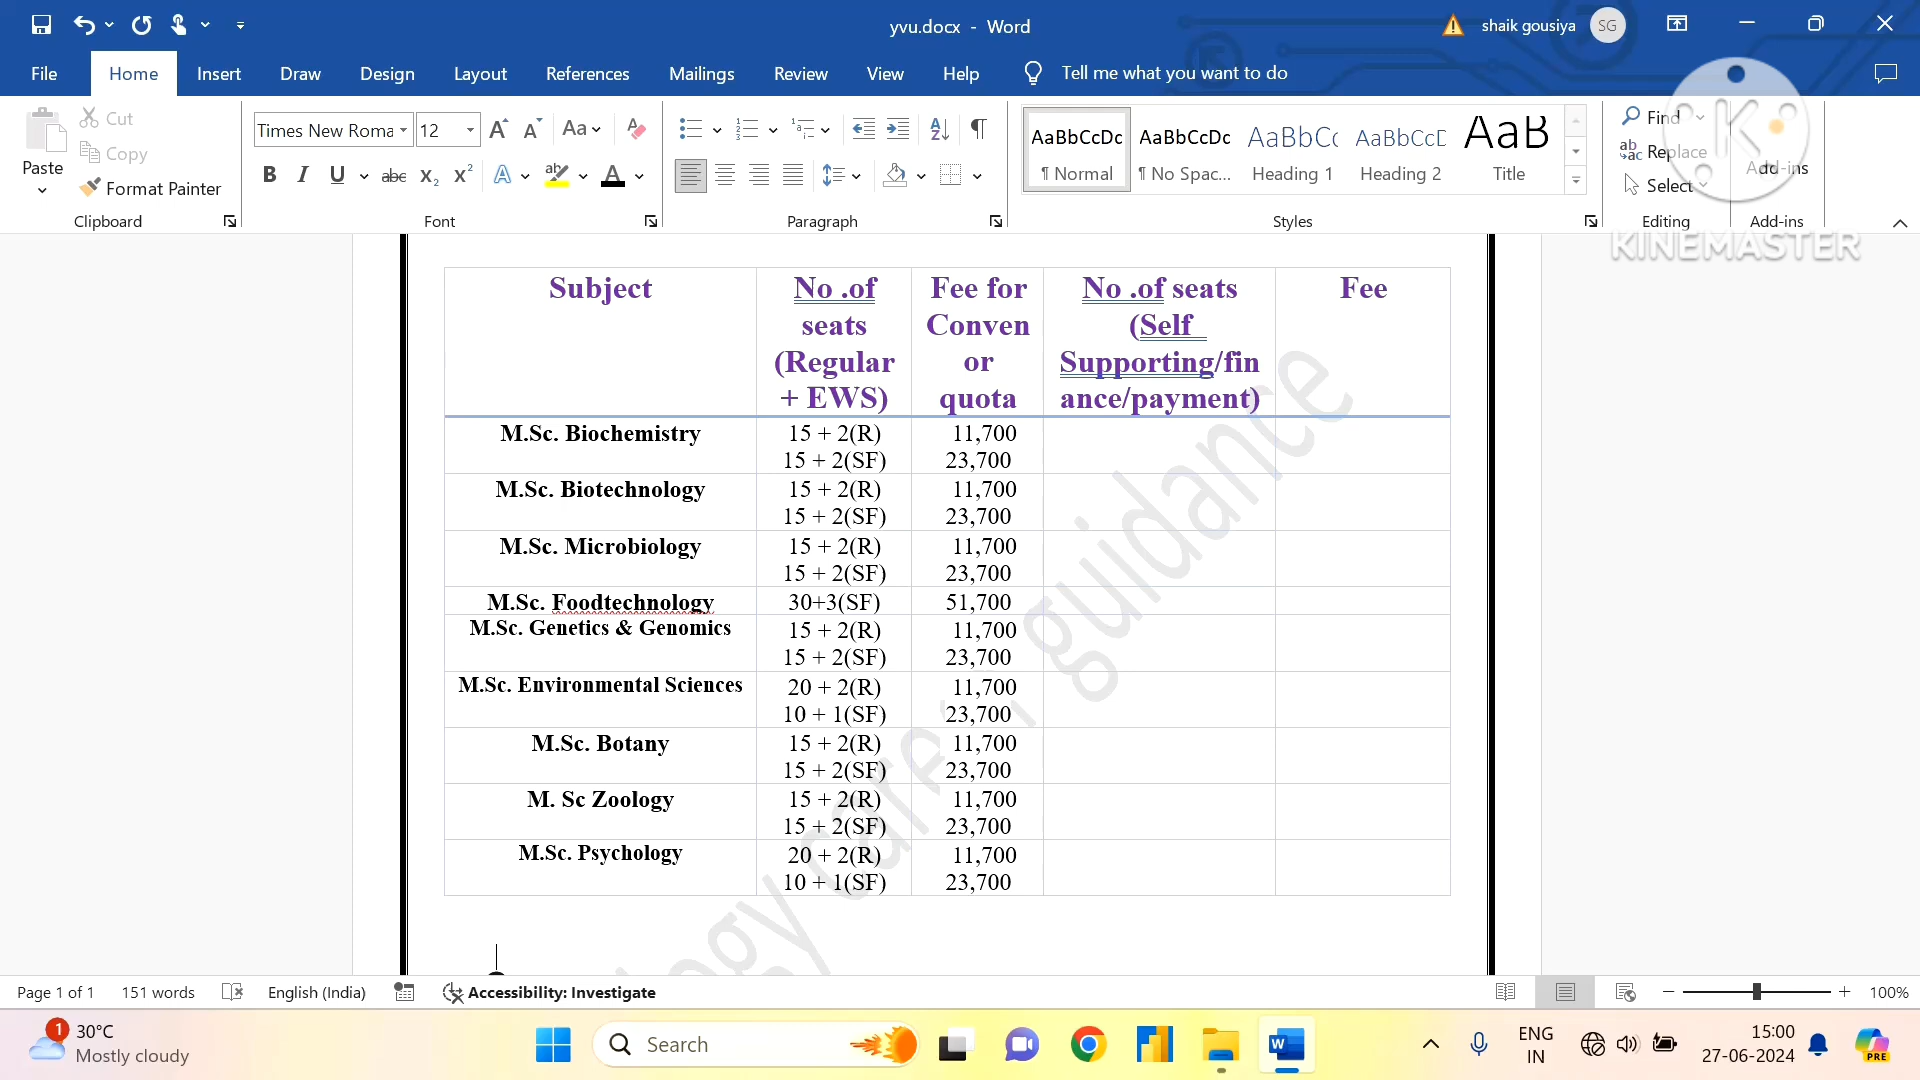 yvu.docx - Word
shaik gousiya
SG
File
Home
Insert
Draw
Design
Layout
References
Mailings
Review
View
Help
Tell me what you want to do
Paste
Cut
Copy
Format Painter
Clipboard
Times New Roma
12
Font
Paragraph
AaBbCcDc
¶ Normal
AaBbCcDc
¶ No Spac...
AaBbCc
Heading 1
AaBbCcC
Heading 2
AaB
Title
Styles
Find
Replace
Select
Editing
Add-ins
Add-ins
KINEMASTER
Subject
No .of
seats
(Regular
+ EWS)
Fee for
Conven
or
quota
No .of seats
(Self
Supporting/fin
ance/payment)
Fee
M.Sc. Biochemistry
15 + 2(R) 11,700
15 + 2(SF) 23,700
M.Sc. Biotechnology
15 + 2(R) 11,700
15 + 2(SF) 23,700
M.Sc. Microbiology
15 + 2(R) 11,700
15 + 2(SF) 23,700
M.Sc. Foodtechnology 30+3(SF) 51,700
M.Sc. Genetics & Genomics
15 + 2(R) 11,700
15 + 2(SF) 23,700
M.Sc. Environmental Sciences
20 + 2(R) 11,700
10 + 1(SF) 23,700
M.Sc. Botany
15 + 2(R) 11,700
15 + 2(SF) 23,700
M. Sc Zoology
15 + 2(R) 11,700
15 + 2(SF) 23,700
M.Sc. Psychology
20 + 2(R) 11,700
10 + 1(SF) 23,700
guidance
Page 1 of 1
151 words
English (India)
Accessibility: Investigate
100%
1
30°C
Mostly cloudy
Search
ENG
IN
15:00
27-06-2024
PRE